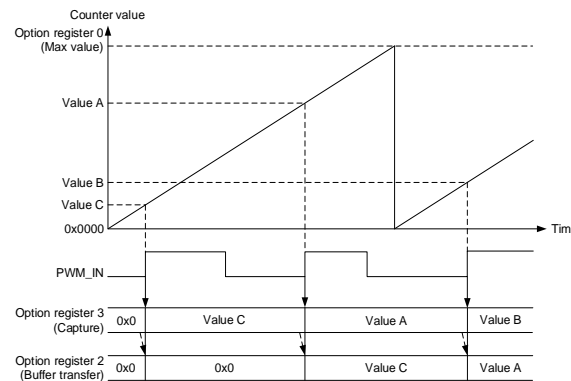 Counter value
Option register 0
(Max value)
Value A
Value B
Value C
0x0000
Tim
PWM_IN
Option register 3
(Capture)
0x0
Value C
Value A
Value B
Option register 2
(Buffer transfer)
0x0
0x0
Value C
Value A